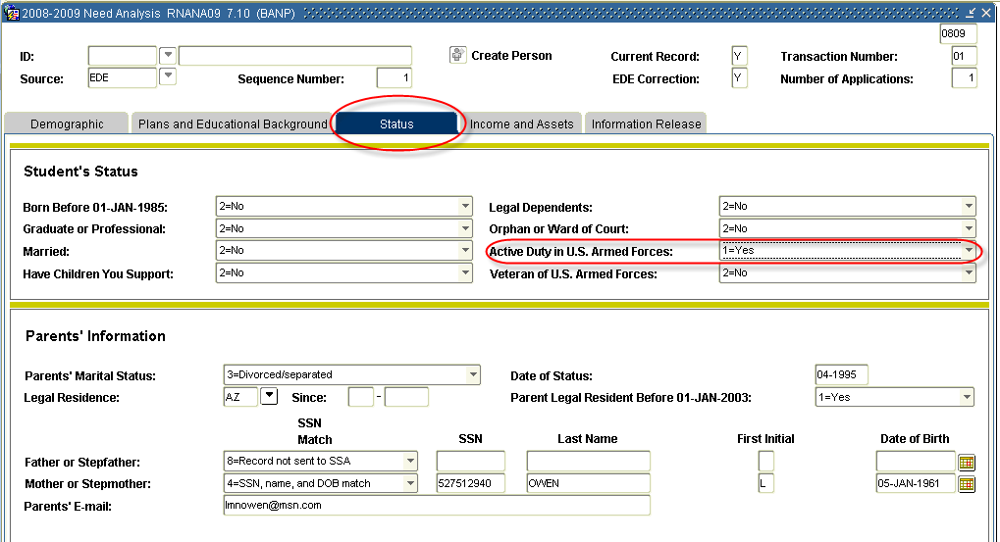 2008-2009 Need Analysis RNANA09 7.10 (BANP)
0809
ID: Create Person Current Record: Y Transaction Number: 01
Source: EDE Sequence Number: 1 EDE Correction: Y Number of Applications: 1
Demographic Plans and Educational Background Status Income and Assets Information Release
Student's Status
Born Before 01-JAN-1985: 2=No Legal Dependents: 2=No
Graduate or Professional: 2=No Orphan or Ward of Court: 2=No
Married: 2=No Active Duty in U.S. Armed Forces: 1=Yes
Have Children You Support: 2=No Veteran of U.S. Armed Forces: 2=No
Parents' Information
Parents' Marital Status: 3=Divorced/separated Date of Status: 04-1995
Legal Residence: AZ Since: - Parent Legal Resident Before 01-JAN-2003: 1=Yes
SSN
Match SSN Last Name First Initial Date of Birth
Father or Stepfather: 8=Record not sent to SSA
Mother or Stepmother: 4=SSN, name, and DOB match 527512940 OWEN L 05-JAN-1961
Parents' E-mail: lmnowen@msn.com